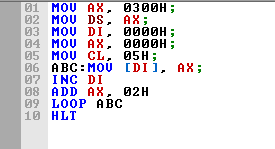 01 MOV AX, 0300H;
02 MOV DS, AX;
03 MOV DI, 0000H;
04 MOV AX, 0000H;
05 MOV CL, 05H;
06 ABC:MOV [DI], AX;
07 INC DI
08 ADD AX, 02H
09 LOOP ABC
10 HLT